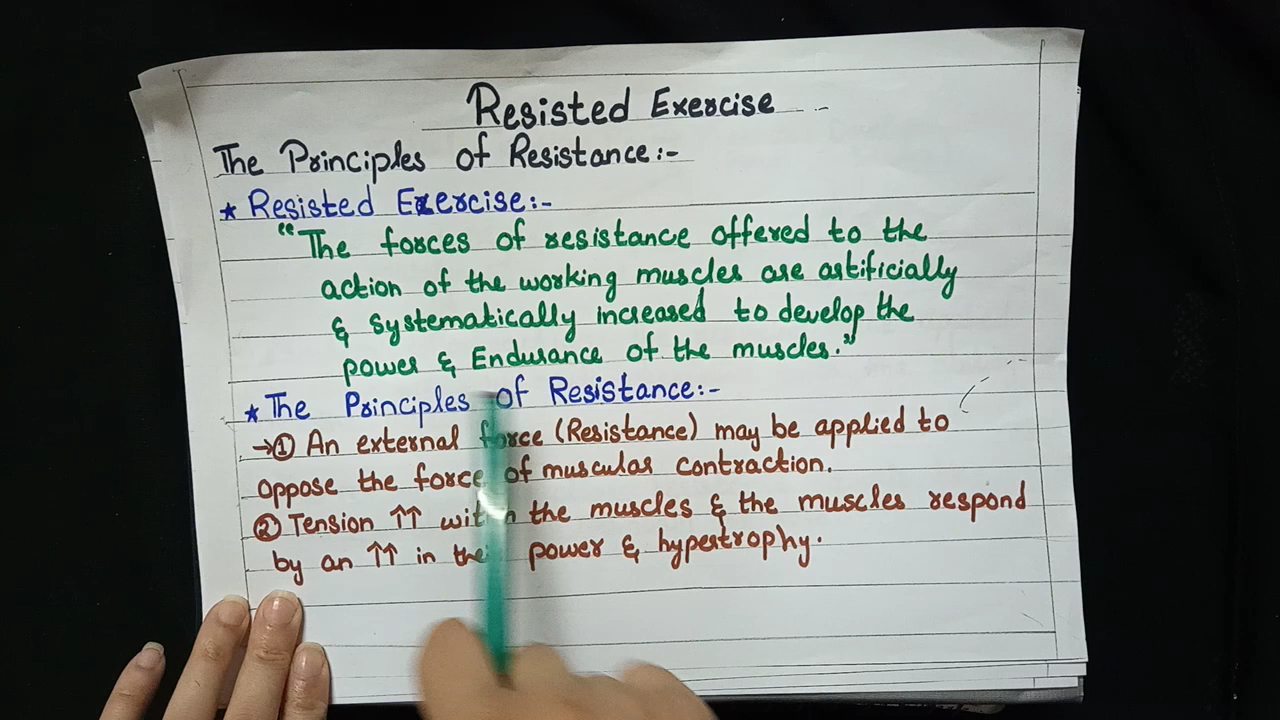 Resisted Exercise
The Principles of Resistance:-
* Resisted Exercise:-
"The forces of resistance offered to the
action of the working muscles are artificially
& systematically increased to develop the
power & Endurance of the muscles."
* The Principles of Resistance:-
→① An external force (Resistance) may be applied to
oppose the force of muscular contraction.
② Tension ↑↑ within the muscles & the muscles respond
by an ↑↑ in the power & hypertrophy.